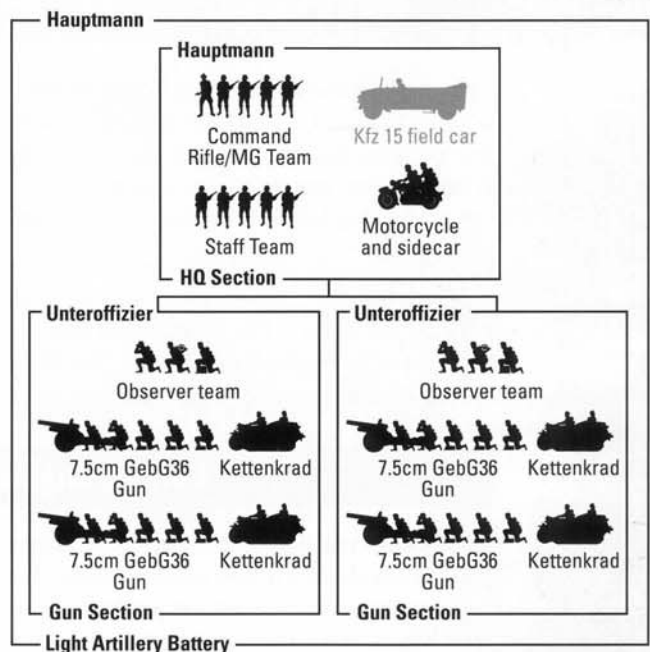 Hauptmann
Hauptmann
Command
Rifle/MG Team
Kfz 15 field car
Staff Team
Motorcycle
and sidecar
HQ Section
Unteroffizier
Observer team
7.5cm GebG36
Gun
Kettenkrad
7.5cm GebG36
Gun
Kettenkrad
Gun Section
Unteroffizier
Observer team
7.5cm GebG36
Gun
Kettenkrad
7.5cm GebG36
Gun
Kettenkrad
Gun Section
Light Artillery Battery